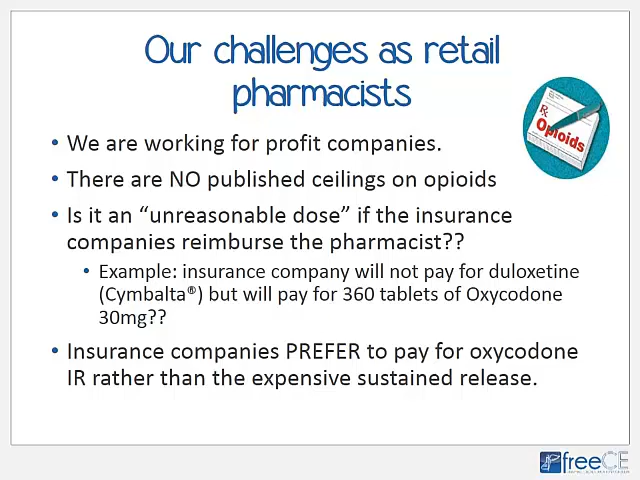 Our challenges as retail
pharmacists
• We are working for profit companies.
• There are NO published ceilings on opioids
• Is it an “unreasonable dose” if the insurance
companies reimburse the pharmacist??
• Example: insurance company will not pay for duloxetine
(Cymbalta®) but will pay for 360 tablets of Oxycodone
30mg??
• Insurance companies PREFER to pay for oxycodone
IR rather than the expensive sustained release.
Rx
Opioids
freeCE